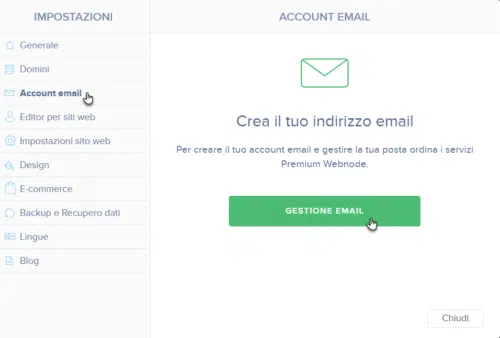 IMPOSTAZIONI
Generale
Domini
Account email
Editor per siti web
Impostazioni sito web
Design
E-commerce
Backup e Recupero dati
Lingue
Blog
ACCOUNT EMAIL
Crea il tuo indirizzo email
Per creare il tuo account email e gestire la tua posta ordina i servizi
Premium Webnode.
GESTIONE EMAIL
Chiudi